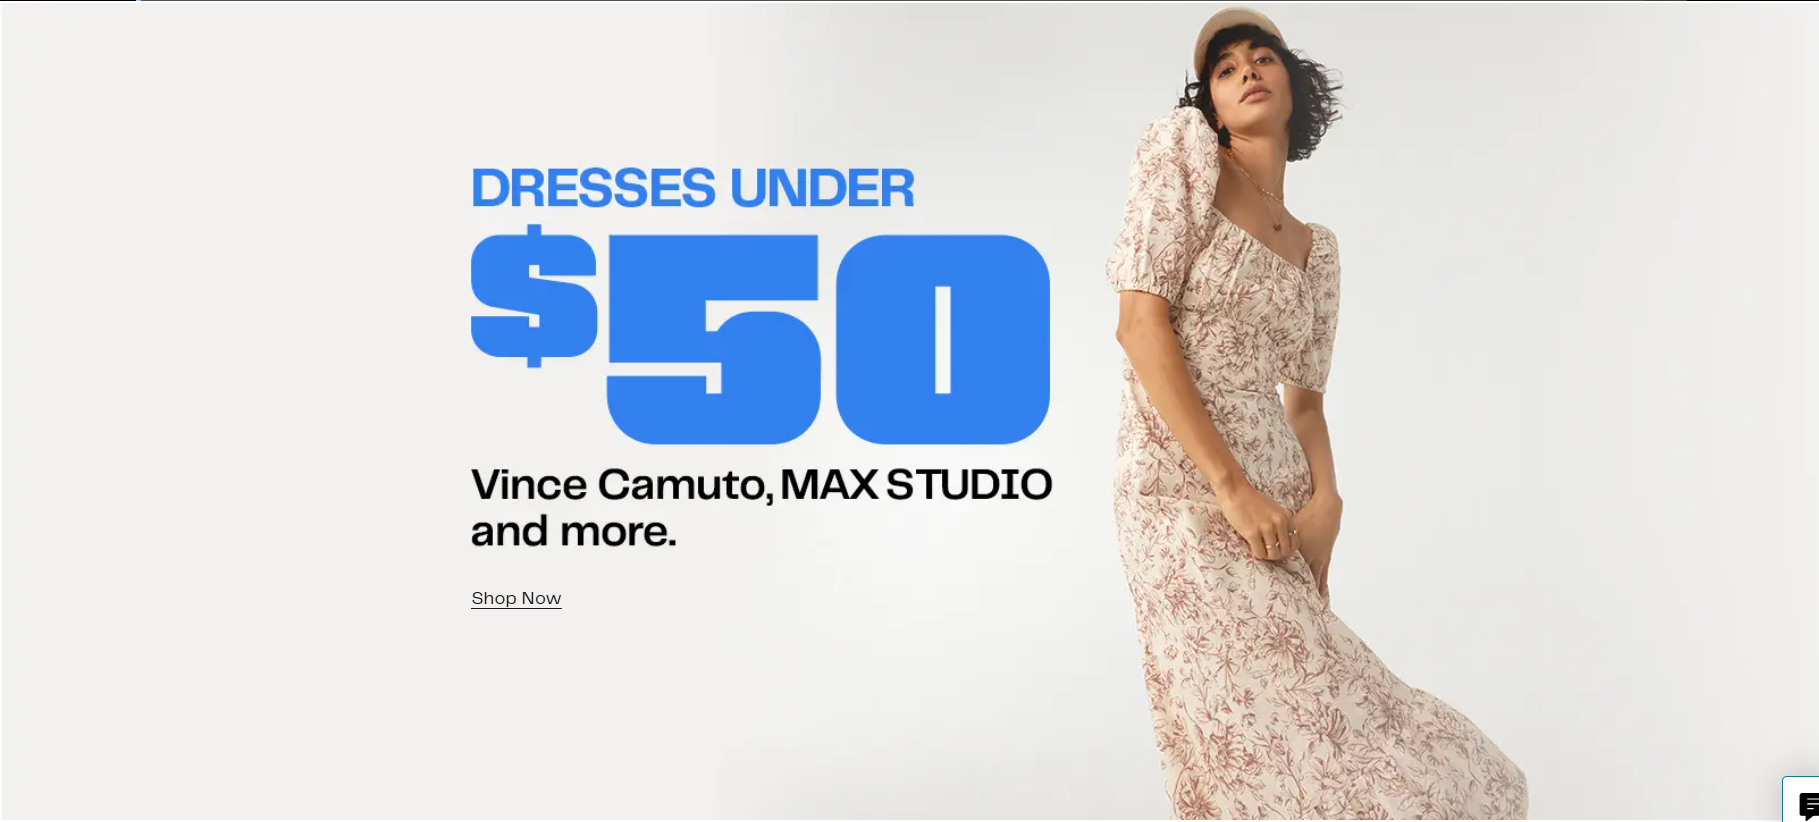 DRESSES UNDER
$50
Vince Camuto, MAX STUDIO
and more.
Shop Now